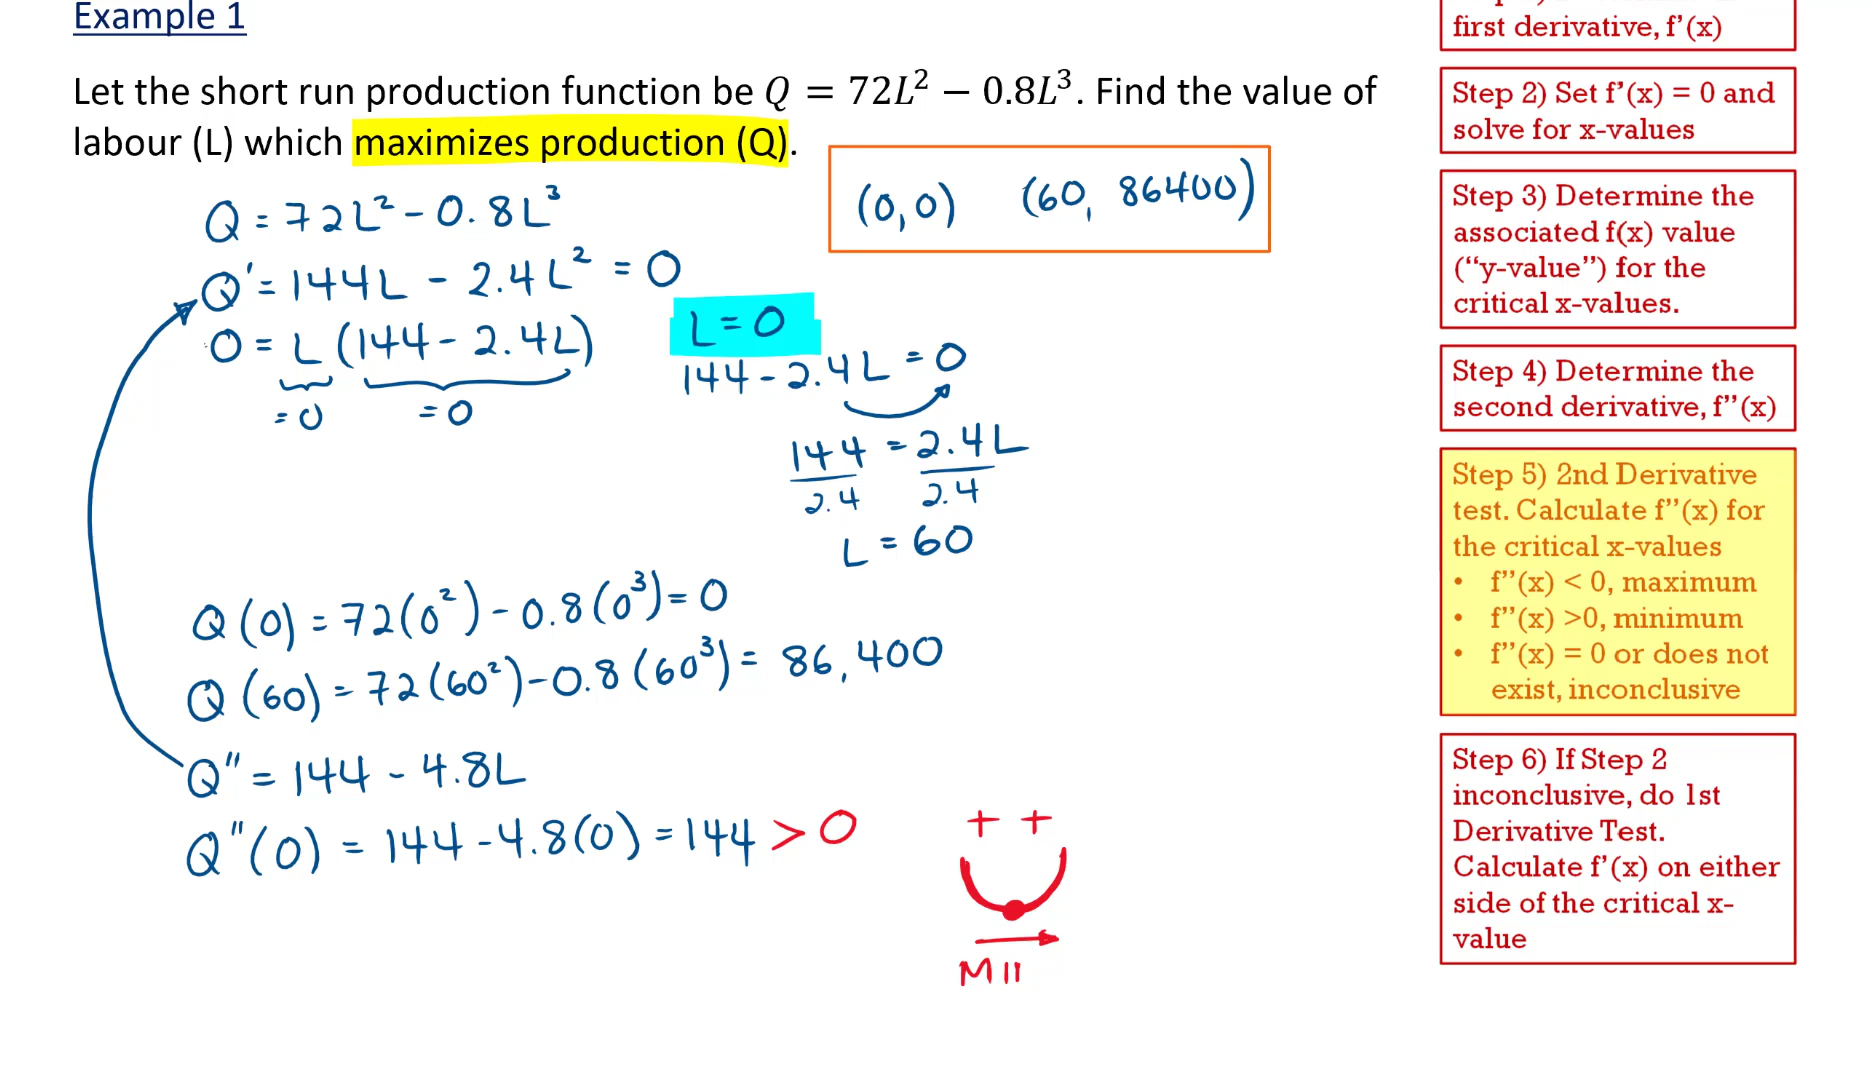 Example 1
Let the short run production function be Q = 72L² − 0.8L³. Find the value of
labour (L) which maximizes production (Q).
(0,0) (60, 86400)
Q = 72L² - 0.8L³
Q' = 144L - 2.4L² = 0
0 = L (144 - 2.4L)
= 0 = 0
L = 0
144 - 2.4L = 0
144 = 2.4L
2.4 2.4
L = 60
Q (0) = 72(0²) - 0.8(0³) = 0
Q (60) = 72(60²) - 0.8(60³) = 86,400
Q" = 144 - 4.8L
Q"(0) = 144 - 4.8(0) = 144 > 0
+ +
first derivative, f'(x)
Step 2) Set f'(x) = 0 and
solve for x-values
Step 3) Determine the
associated f(x) value
("y-value") for the
critical x-values.
Step 4) Determine the
second derivative, f''(x)
Step 5) 2nd Derivative
test. Calculate f''(x) for
the critical x-values
• f''(x) < 0, maximum
• f''(x) >0, minimum
• f''(x) = 0 or does not
exist, inconclusive
Step 6) If Step 2
inconclusive, do 1st
Derivative Test.
Calculate f'(x) on either
side of the critical x-
value